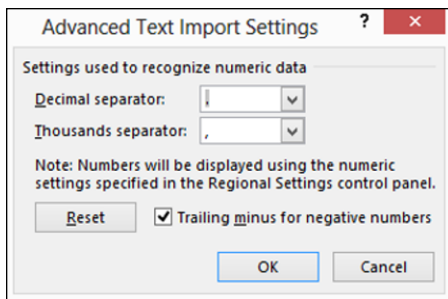 Advanced Text Import Settings ?
Settings used to recognize numeric data
Decimal separator: .
Thousands separator: ,
Note: Numbers will be displayed using the numeric
settings specified in the Regional Settings control panel.
Reset Trailing minus for negative numbers
OK Cancel